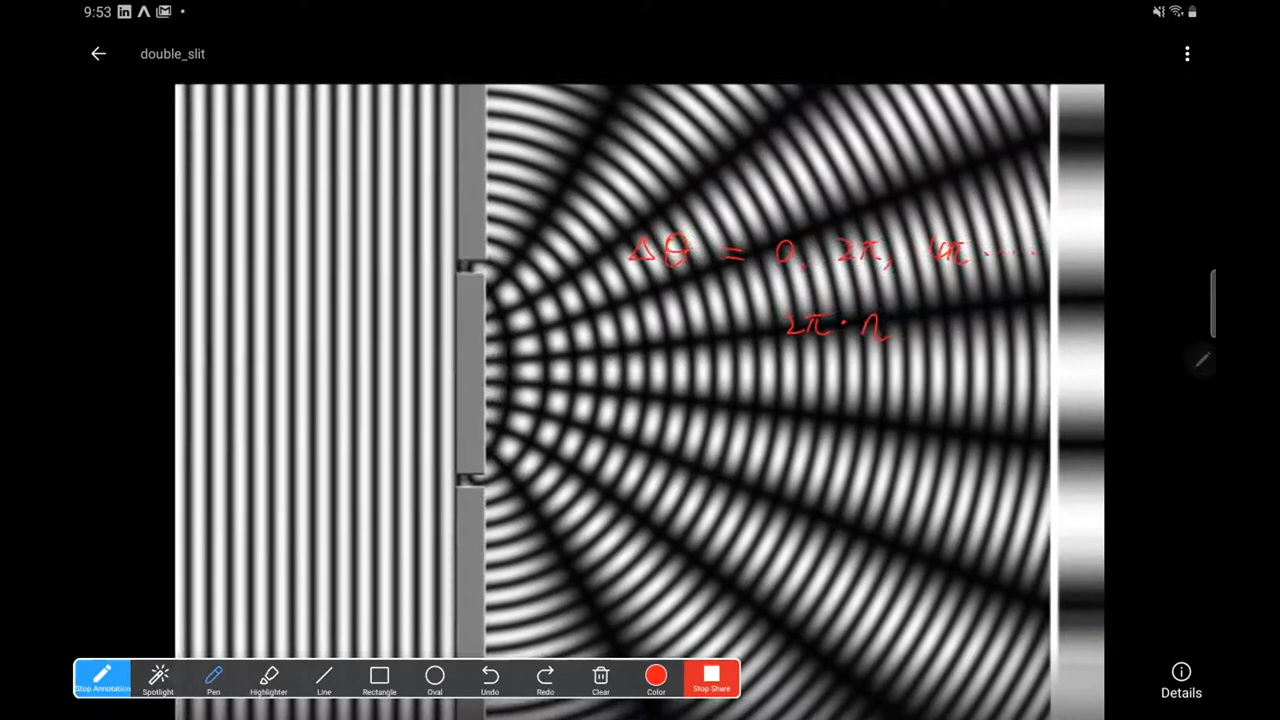 9:53
double_slit
Δθ = 0, 2π, 4π ......
2π · n
Stop Annotation
Spotlight
Pen
Highlighter
Line
Rectangle
Oval
Undo
Redo
Clear
Color
Stop Share
Details